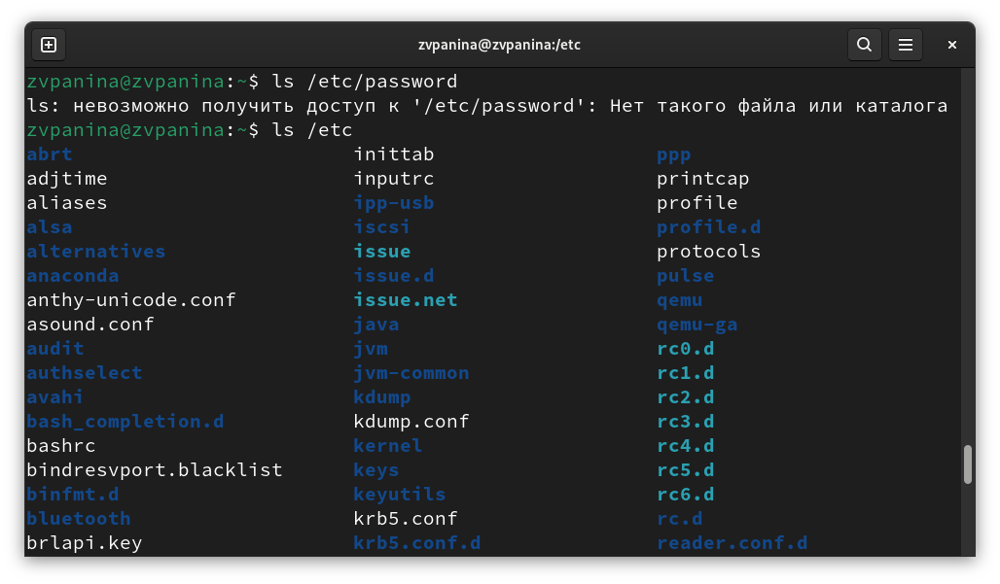 zvpanina@zvpanina:/etc
zvpanina@zvpanina:~$ ls /etc/password
ls: невозможно получить доступ к '/etc/password': Нет такого файла или каталога
zvpanina@zvpanina:~$ ls /etc
abrt inittab ppp
adjtime inputrc printcap
aliases ipp-usb profile
alsa iscsi profile.d
alternatives issue protocols
anaconda issue.d pulse
anthy-unicode.conf issue.net qemu
asound.conf java qemu-ga
audit jvm rc0.d
authselect jvm-common rc1.d
avahi kdump rc2.d
bash_completion.d kdump.conf rc3.d
bashrc kernel rc4.d
bindresvport.blacklist keys rc5.d
binfmt.d keyutils rc6.d
bluetooth krb5.conf rc.d
brlapi.key krb5.conf.d reader.conf.d